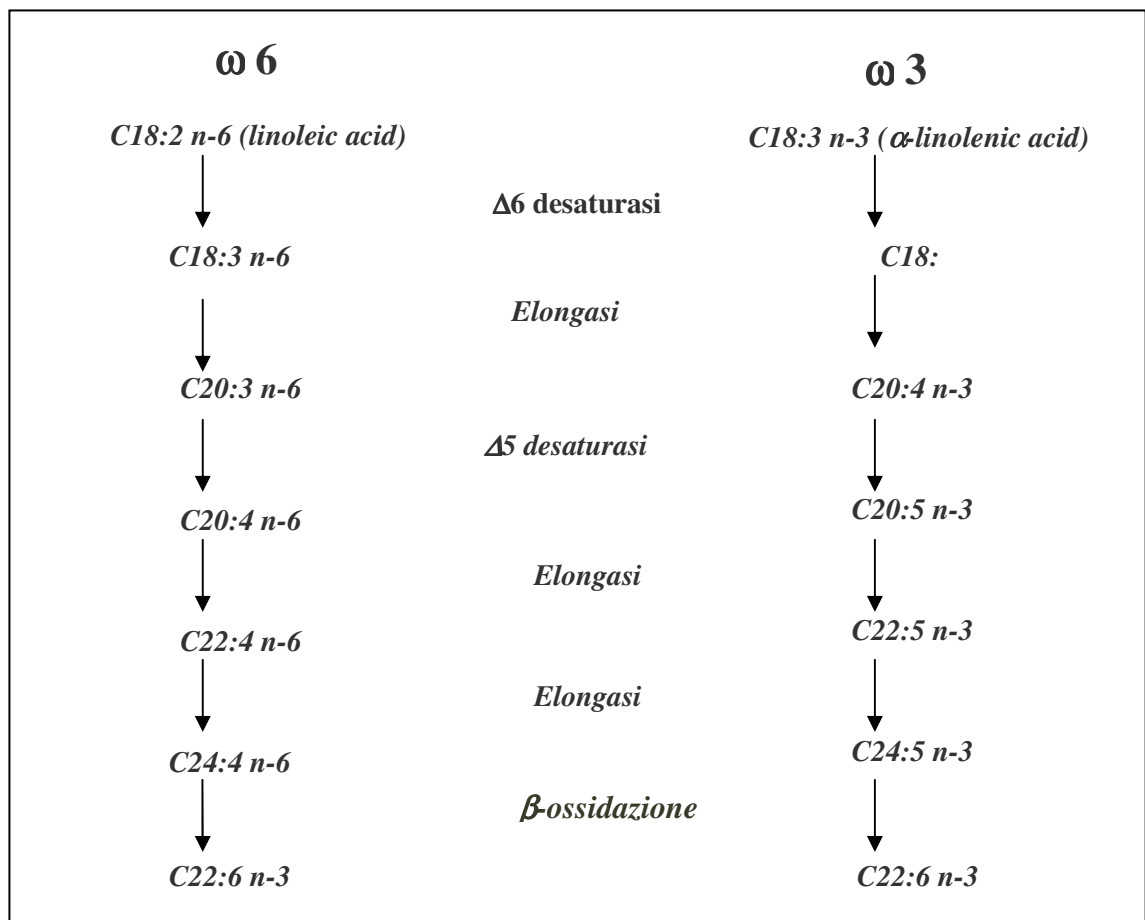 ω 6
ω 3
C18:2 n-6 (linoleic acid)
C18:3 n-3 (α-linolenic acid)
Δ6 desaturasi
C18:3 n-6
C18:
Elongasi
C20:3 n-6
C20:4 n-3
Δ5 desaturasi
C20:4 n-6
C20:5 n-3
Elongasi
C22:4 n-6
C22:5 n-3
Elongasi
C24:4 n-6
C24:5 n-3
β-ossidazione
C22:6 n-3
C22:6 n-3